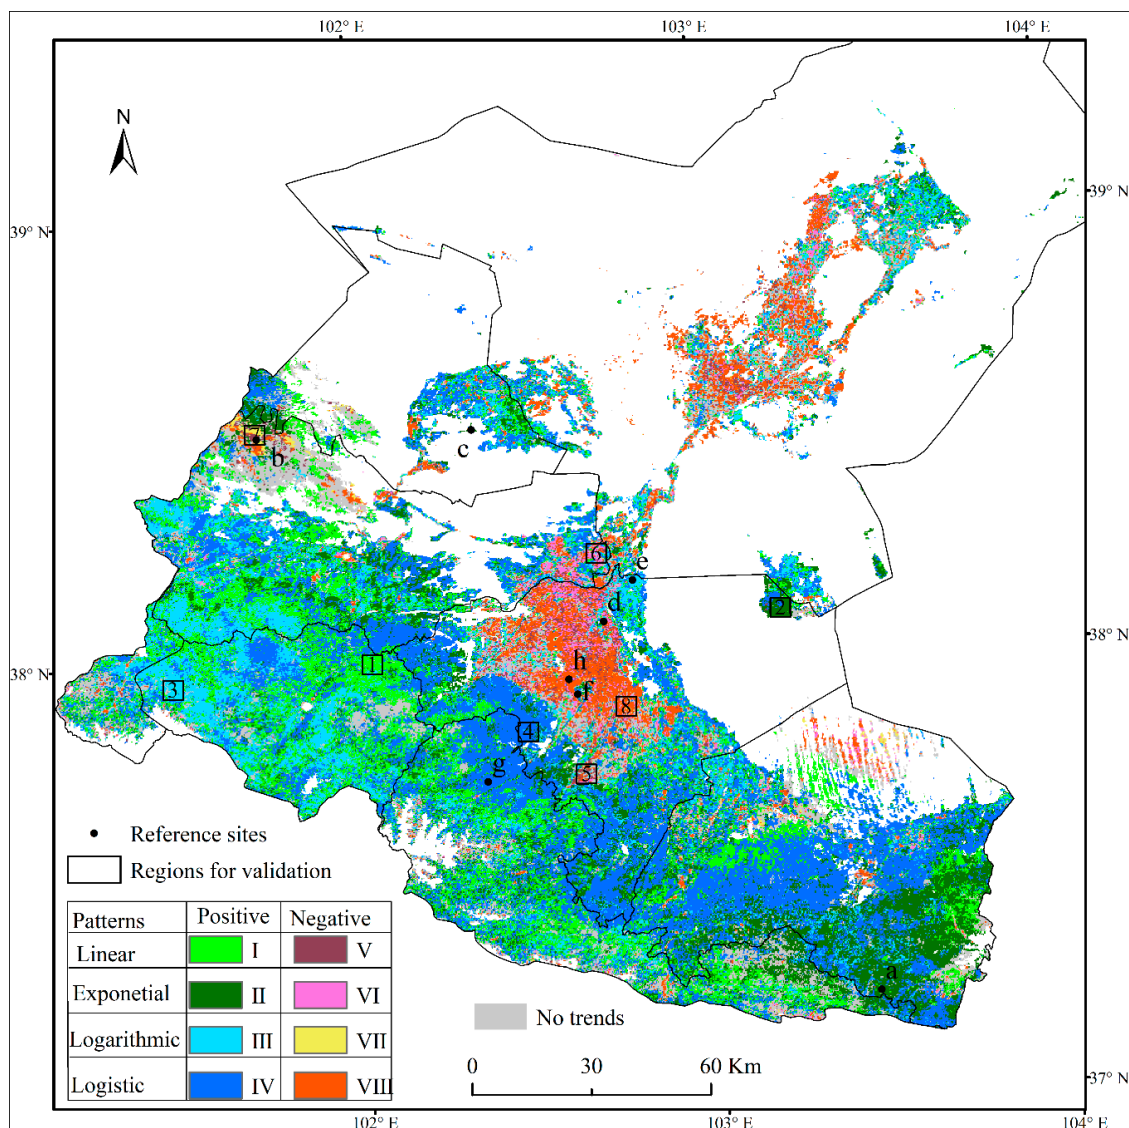 102° E
103° E
104° E
N
39° N
39° N
7
b
c
6
e
2
d
38° N
1
h
38° N
3
f
8
4
5
g
Reference sites
Regions for validation
Patterns Positive Negative
Linear I V
Exponetial II VI
Logarithmic III VII
Logistic IV VIII
a
No trends
0 30 60 Km
37° N
102° E
103° E
104° E